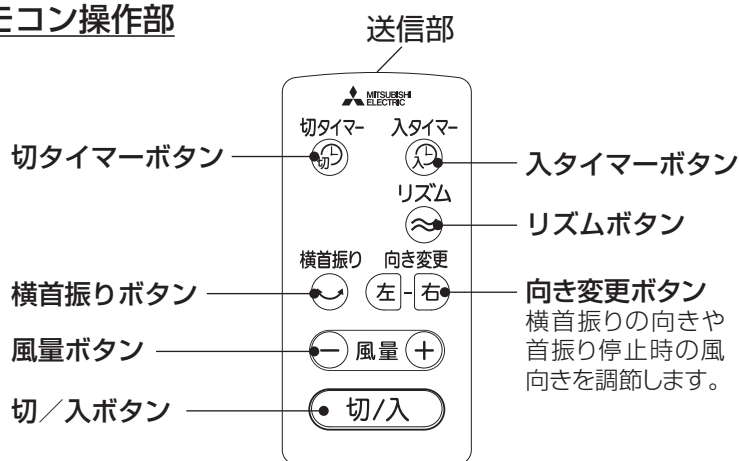 モコン操作部
送信部
MITSUBISHI
ELECTRIC
切タイマー 入タイマー
切 入
切タイマーボタン
入タイマーボタン
リズム
リズムボタン
横首振り 向き変更
左-右
横首振りボタン
向き変更ボタン
横首振りの向きや
首振り停止時の風
向きを調節します。
風量ボタン
− 風量 +
切／入ボタン
切/入